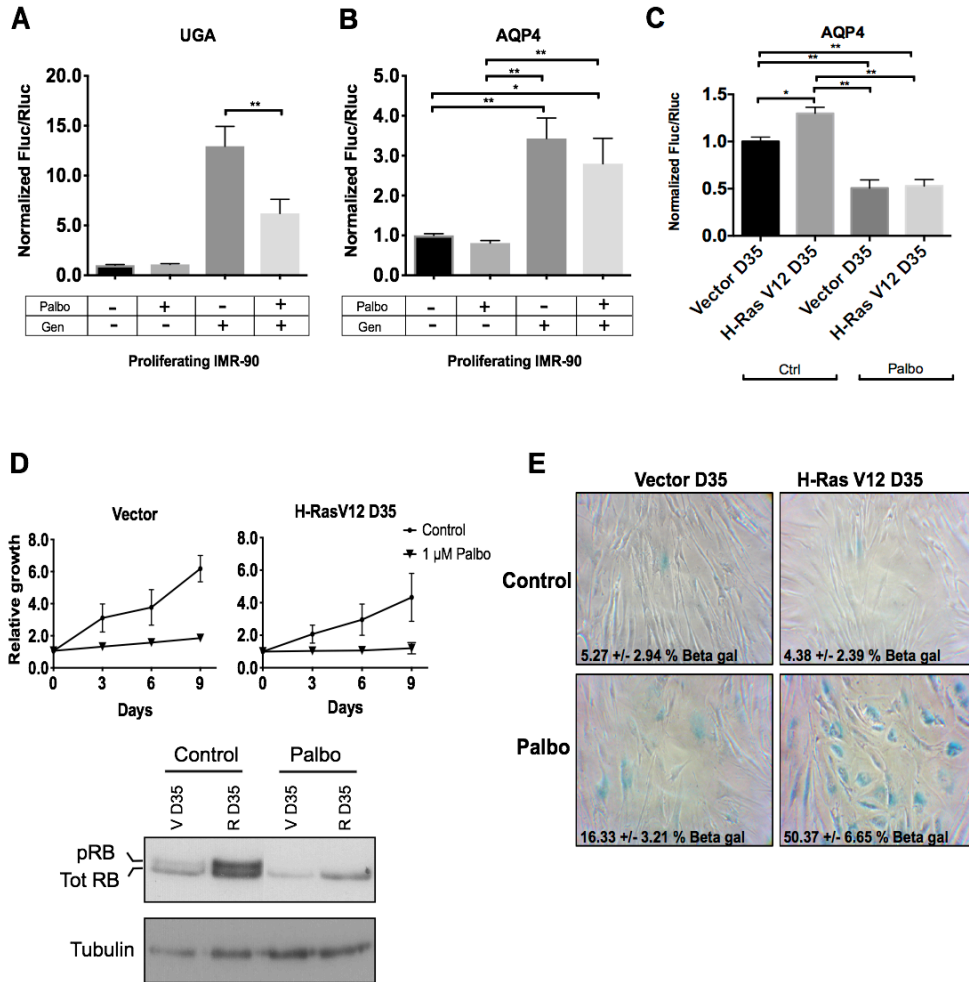 A
UGA
Normalized Fluc/Rluc
20.0
15.0
10.0
5.0
0.0
**
Palbo - + - +
Gen - - + +
Proliferating IMR-90
B
AQP4
Normalized Fluc/Rluc
5.0
4.0
3.0
2.0
1.0
0.0
**
**
*
**
Palbo - + - +
Gen - - + +
Proliferating IMR-90
C
AQP4
Normalized Fluc/Rluc
1.5
1.0
0.5
0.0
**
**
**
*
**
Vector D35
H-Ras V12 D35
Vector D35
H-Ras V12 D35
Ctrl
Palbo
D
Vector
Relative growth
8.0
6.0
4.0
2.0
0.0
0 3 6 9
Days
H-RasV12 D35
8.0
6.0
4.0
2.0
0.0
0 3 6 9
Days
Control
1 µM Palbo
Control Palbo
V D35 R D35 V D35 R D35
pRB
Tot RB
Tubulin
E
Vector D35 H-Ras V12 D35
Control
5.27 +/- 2.94 % Beta gal
4.38 +/- 2.39 % Beta gal
Palbo
16.33 +/- 3.21 % Beta gal
50.37 +/- 6.65 % Beta gal